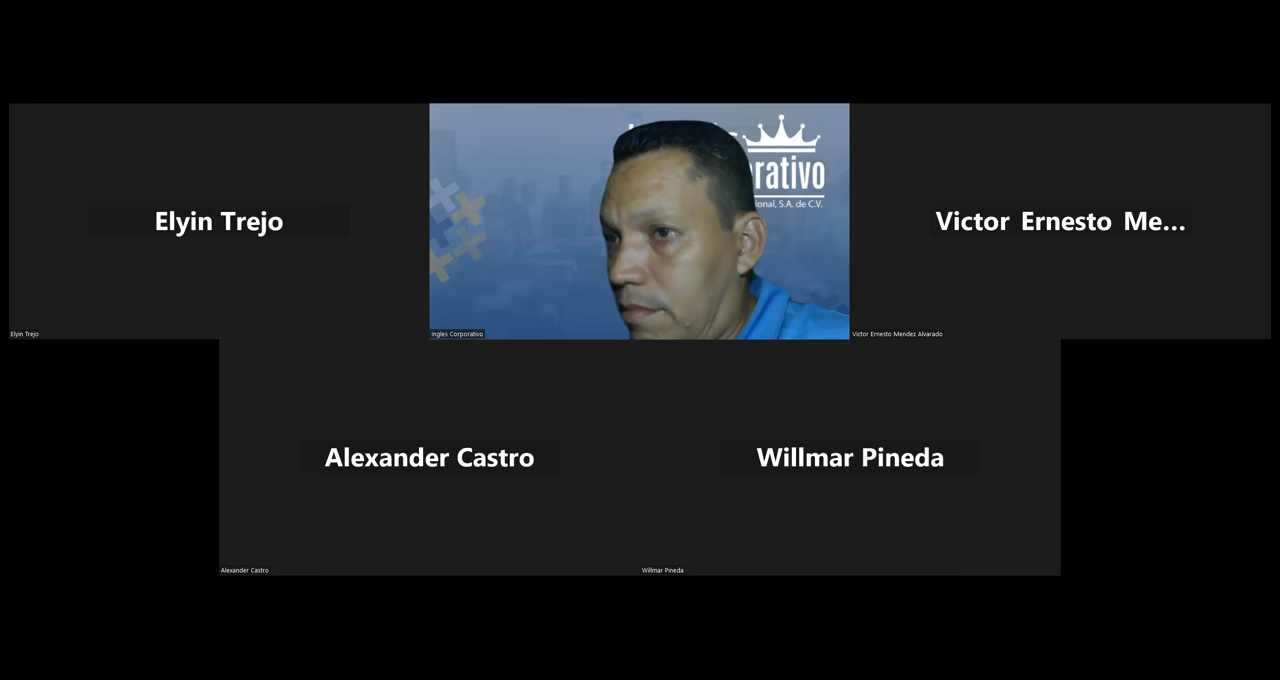 Elyin Trejo
Elyin Trejo
rativo
ional, S.A. de C.V.
Ingles Corporativo
Victor Ernesto Me...
Victor Ernesto Mendez Alvarado
Alexander Castro
Alexander Castro
Willmar Pineda
Willmar Pineda